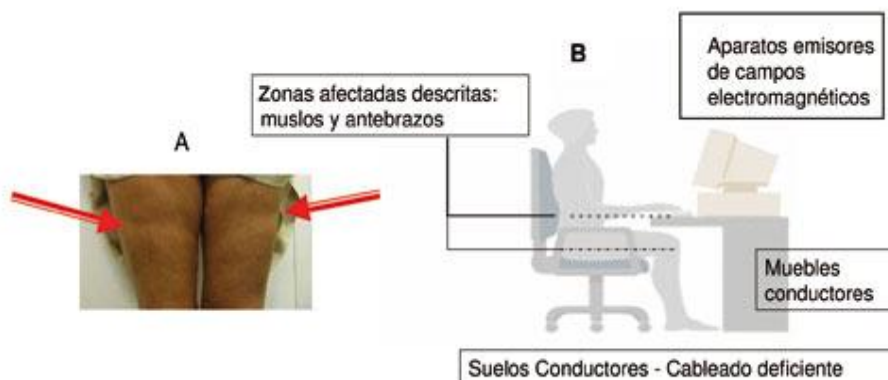 A
Zonas afectadas descritas:
muslos y antebrazos
B
Aparatos emisores
de campos
electromagnéticos
Muebles
conductores
Suelos Conductores - Cableado deficiente